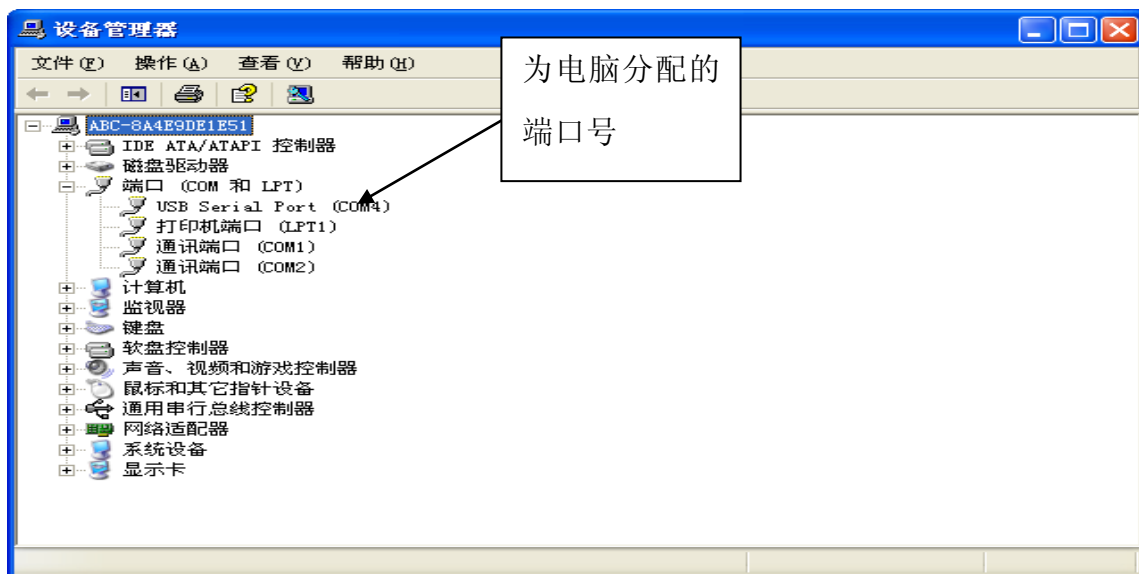 设备管理器
文件(F) 操作(A) 查看(V) 帮助(H)
为电脑分配的
端口号
ABC-8A4E9DE1E51
IDE ATA/ATAPI 控制器
磁盘驱动器
端口 (COM 和 LPT)
USB Serial Port (COM4)
打印机端口 (LPT1)
通讯端口 (COM1)
通讯端口 (COM2)
计算机
监视器
键盘
软盘控制器
声音、视频和游戏控制器
鼠标和其它指针设备
通用串行总线控制器
网络适配器
系统设备
显示卡